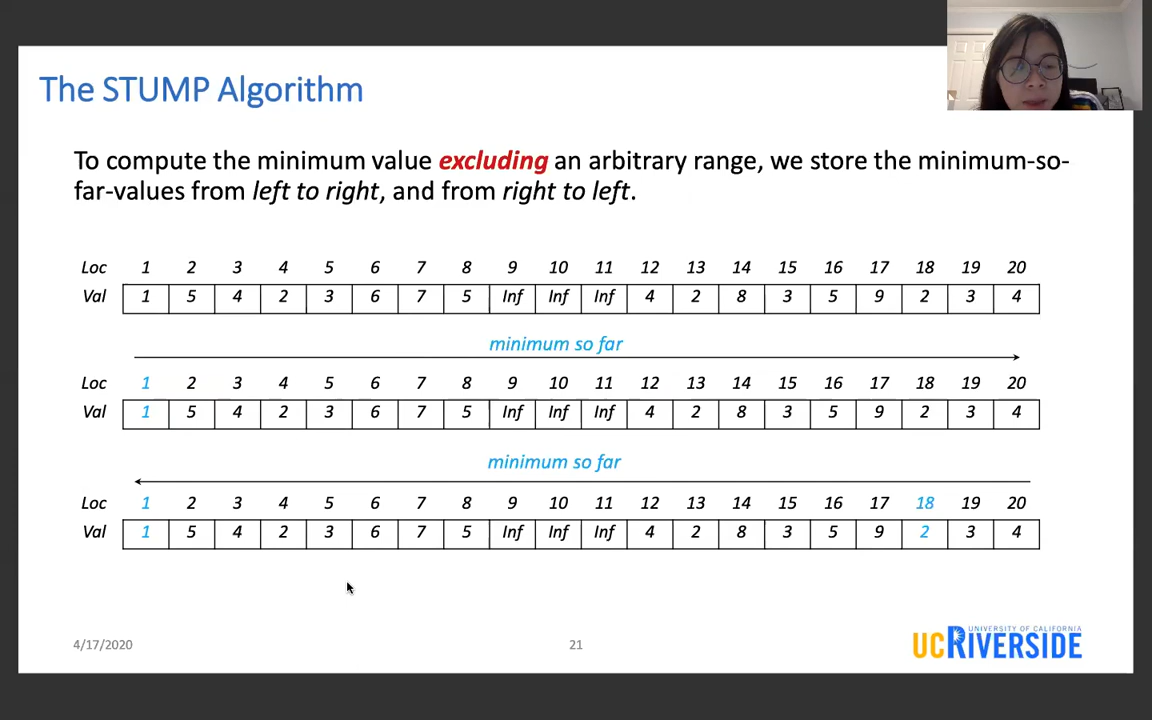 The STUMP Algorithm
To compute the minimum value excluding an arbitrary range, we store the minimum-so-
far-values from left to right, and from right to left.
Loc 1 2 3 4 5 6 7 8 9 10 11 12 13 14 15 16 17 18 19 20
Val 1 5 4 2 3 6 7 5 Inf Inf Inf 4 2 8 3 5 9 2 3 4
minimum so far
Loc 1 2 3 4 5 6 7 8 9 10 11 12 13 14 15 16 17 18 19 20
Val 1 5 4 2 3 6 7 5 Inf Inf Inf 4 2 8 3 5 9 2 3 4
minimum so far
Loc 1 2 3 4 5 6 7 8 9 10 11 12 13 14 15 16 17 18 19 20
Val 1 5 4 2 3 6 7 5 Inf Inf Inf 4 2 8 3 5 9 2 3 4
4/17/2020
21
UNIVERSITY OF CALIFORNIA
UCRIVERSIDE